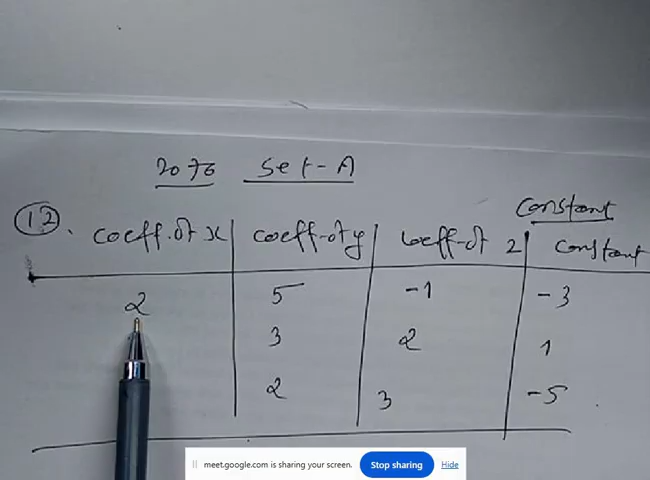 2076 Set-A
constant
12. coeff.of x coeff-of y coeff-of z constant
2 5 -1 -3
3 2 1
2 3 -5
meet.google.com is sharing your screen. Stop sharing Hide